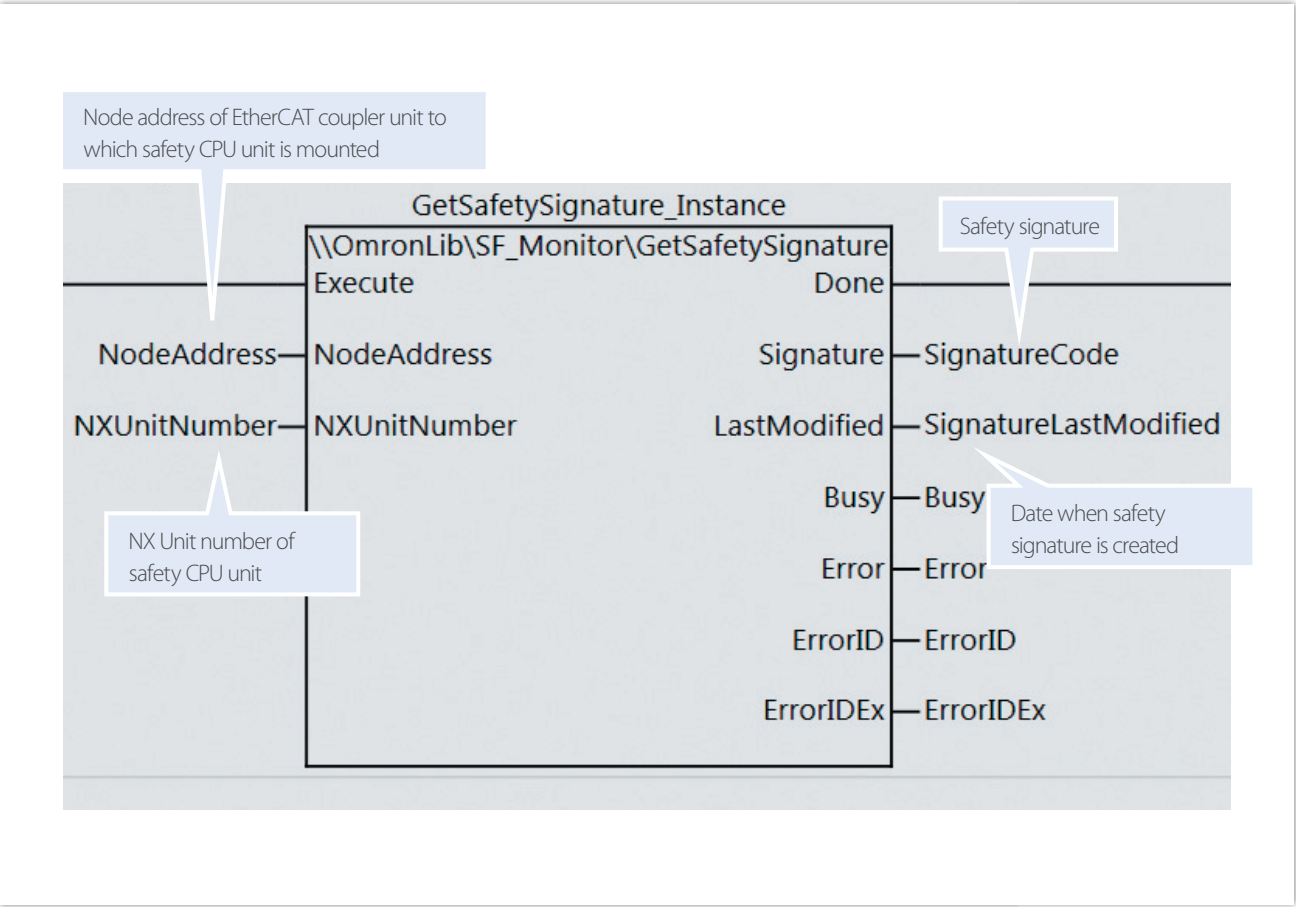 Node address of EtherCAT coupler unit to
which safety CPU unit is mounted
GetSafetySignature_Instance
\\OmronLib\SF_Monitor\GetSafetySignature
Safety signature
Execute
Done
NodeAddress
NodeAddress
Signature
SignatureCode
NXUnitNumber
NXUnitNumber
LastModified
SignatureLastModified
Busy
Busy
Date when safety
signature is created
NX Unit number of
safety CPU unit
Error
Error
ErrorID
ErrorID
ErrorIDEx
ErrorIDEx